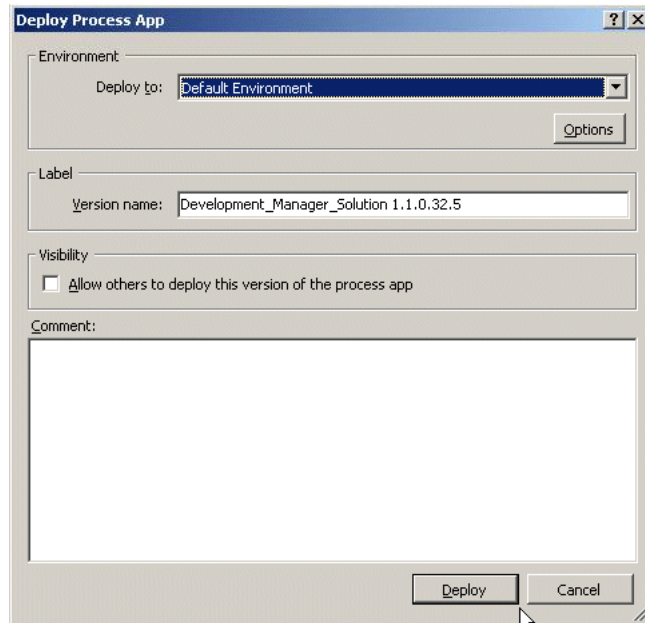 Deploy Process App
Environment
Deploy to: Default Environment
Options
Label
Version name: Development_Manager_Solution 1.1.0.32.5
Visibility
Allow others to deploy this version of the process app
Comment:
Deploy Cancel